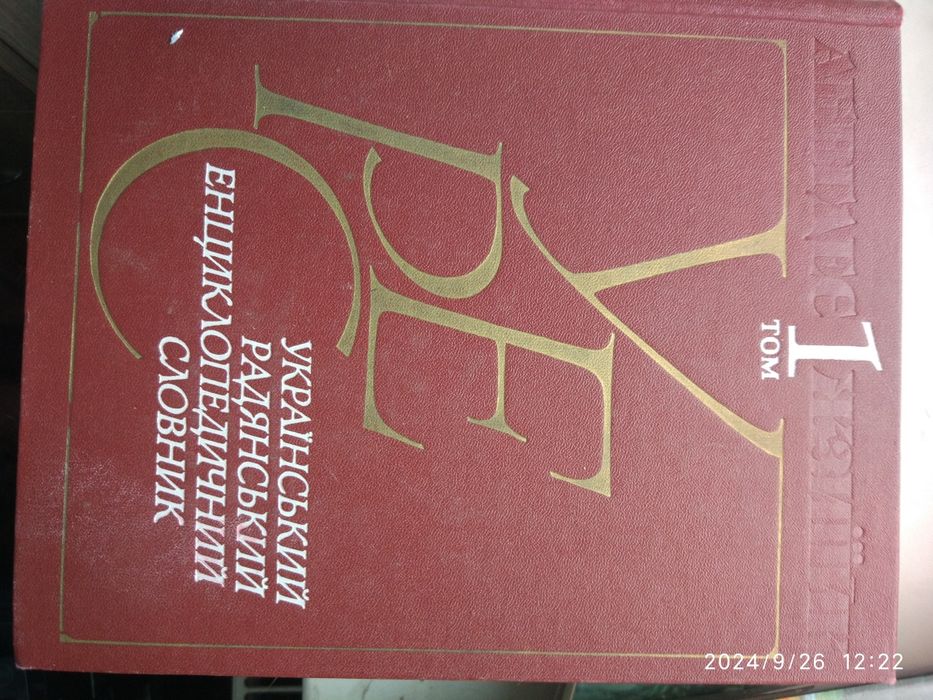 1
ТОМ
УРЕС
УКРАЇНСЬКИЙ
РАДЯНСЬКИЙ
ЕНЦИКЛОПЕДИЧНИЙ
СЛОВНИК
2024/9/26 12:22